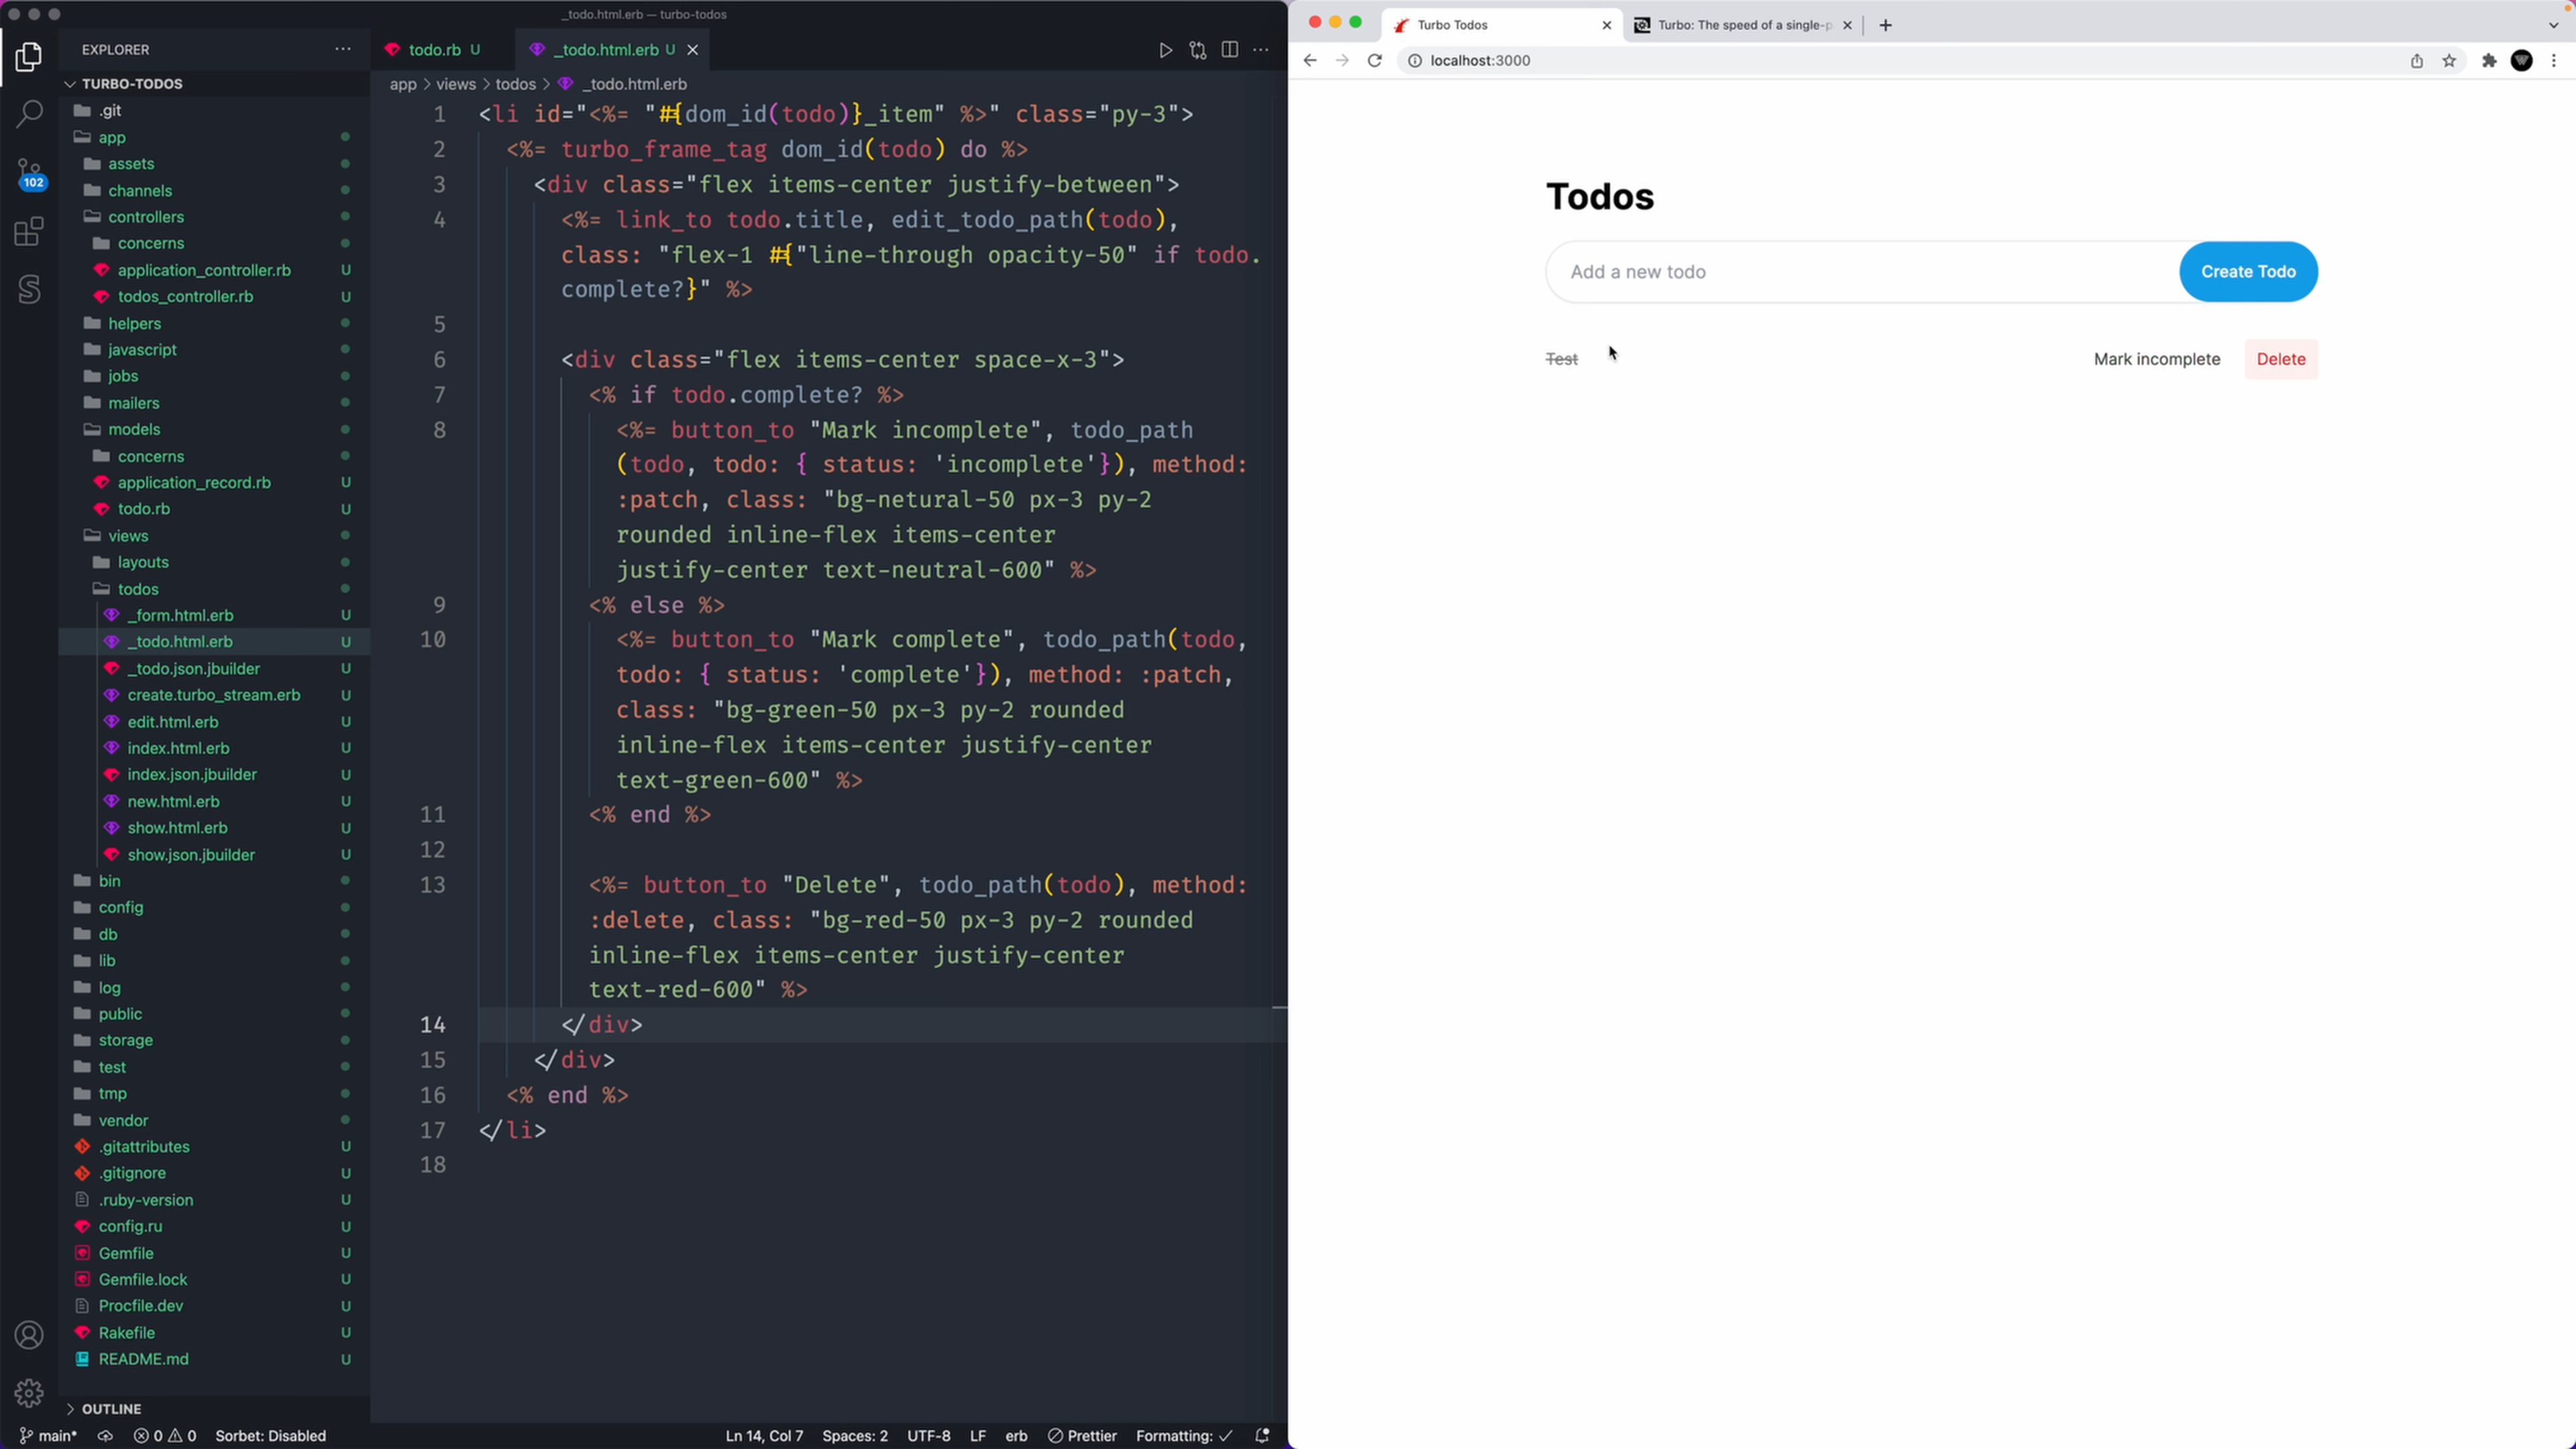 _todo.html.erb — turbo-todos
EXPLORER
TURBO-TODOS
.git
app
assets
channels
controllers
concerns
application_controller.rb U
todos_controller.rb U
helpers
javascript
jobs
mailers
models
concerns
application_record.rb U
todo.rb U
views
layouts
todos
_form.html.erb U
_todo.html.erb U
_todo.json.jbuilder U
create.turbo_stream.erb U
edit.html.erb U
index.html.erb U
index.json.jbuilder U
new.html.erb U
show.html.erb U
show.json.jbuilder U
bin
config
db
lib
log
public
storage
test
tmp
vendor
.gitattributes U
.gitignore U
.ruby-version U
config.ru U
Gemfile U
Gemfile.lock U
Procfile.dev U
Rakefile U
README.md U
OUTLINE
102
todo.rb U
_todo.html.erb U
app > views > todos > _todo.html.erb
1 <li id="<%= "#{dom_id(todo)}_item" %>" class="py-3">
2 <%= turbo_frame_tag dom_id(todo) do %>
3 <div class="flex items-center justify-between">
4 <%= link_to todo.title, edit_todo_path(todo),
class: "flex-1 #{"line-through opacity-50" if todo.
complete?}" %>
5
6 <div class="flex items-center space-x-3">
7 <% if todo.complete? %>
8 <%= button_to "Mark incomplete", todo_path
(todo, todo: { status: 'incomplete'}), method:
:patch, class: "bg-netural-50 px-3 py-2
rounded inline-flex items-center
justify-center text-neutral-600" %>
9 <% else %>
10 <%= button_to "Mark complete", todo_path(todo,
todo: { status: 'complete'}), method: :patch,
class: "bg-green-50 px-3 py-2 rounded
inline-flex items-center justify-center
text-green-600" %>
11 <% end %>
12
13 <%= button_to "Delete", todo_path(todo), method:
:delete, class: "bg-red-50 px-3 py-2 rounded
inline-flex items-center justify-center
text-red-600" %>
14 </div>
15 </div>
16 <% end %>
17 </li>
18
main* 0 0 Sorbet: Disabled Ln 14, Col 7 Spaces: 2 UTF-8 LF erb Prettier Formatting: ✓
Turbo Todos
Turbo: The speed of a single-p
localhost:3000
Todos
Add a new todo
Create Todo
Test
Mark incomplete
Delete